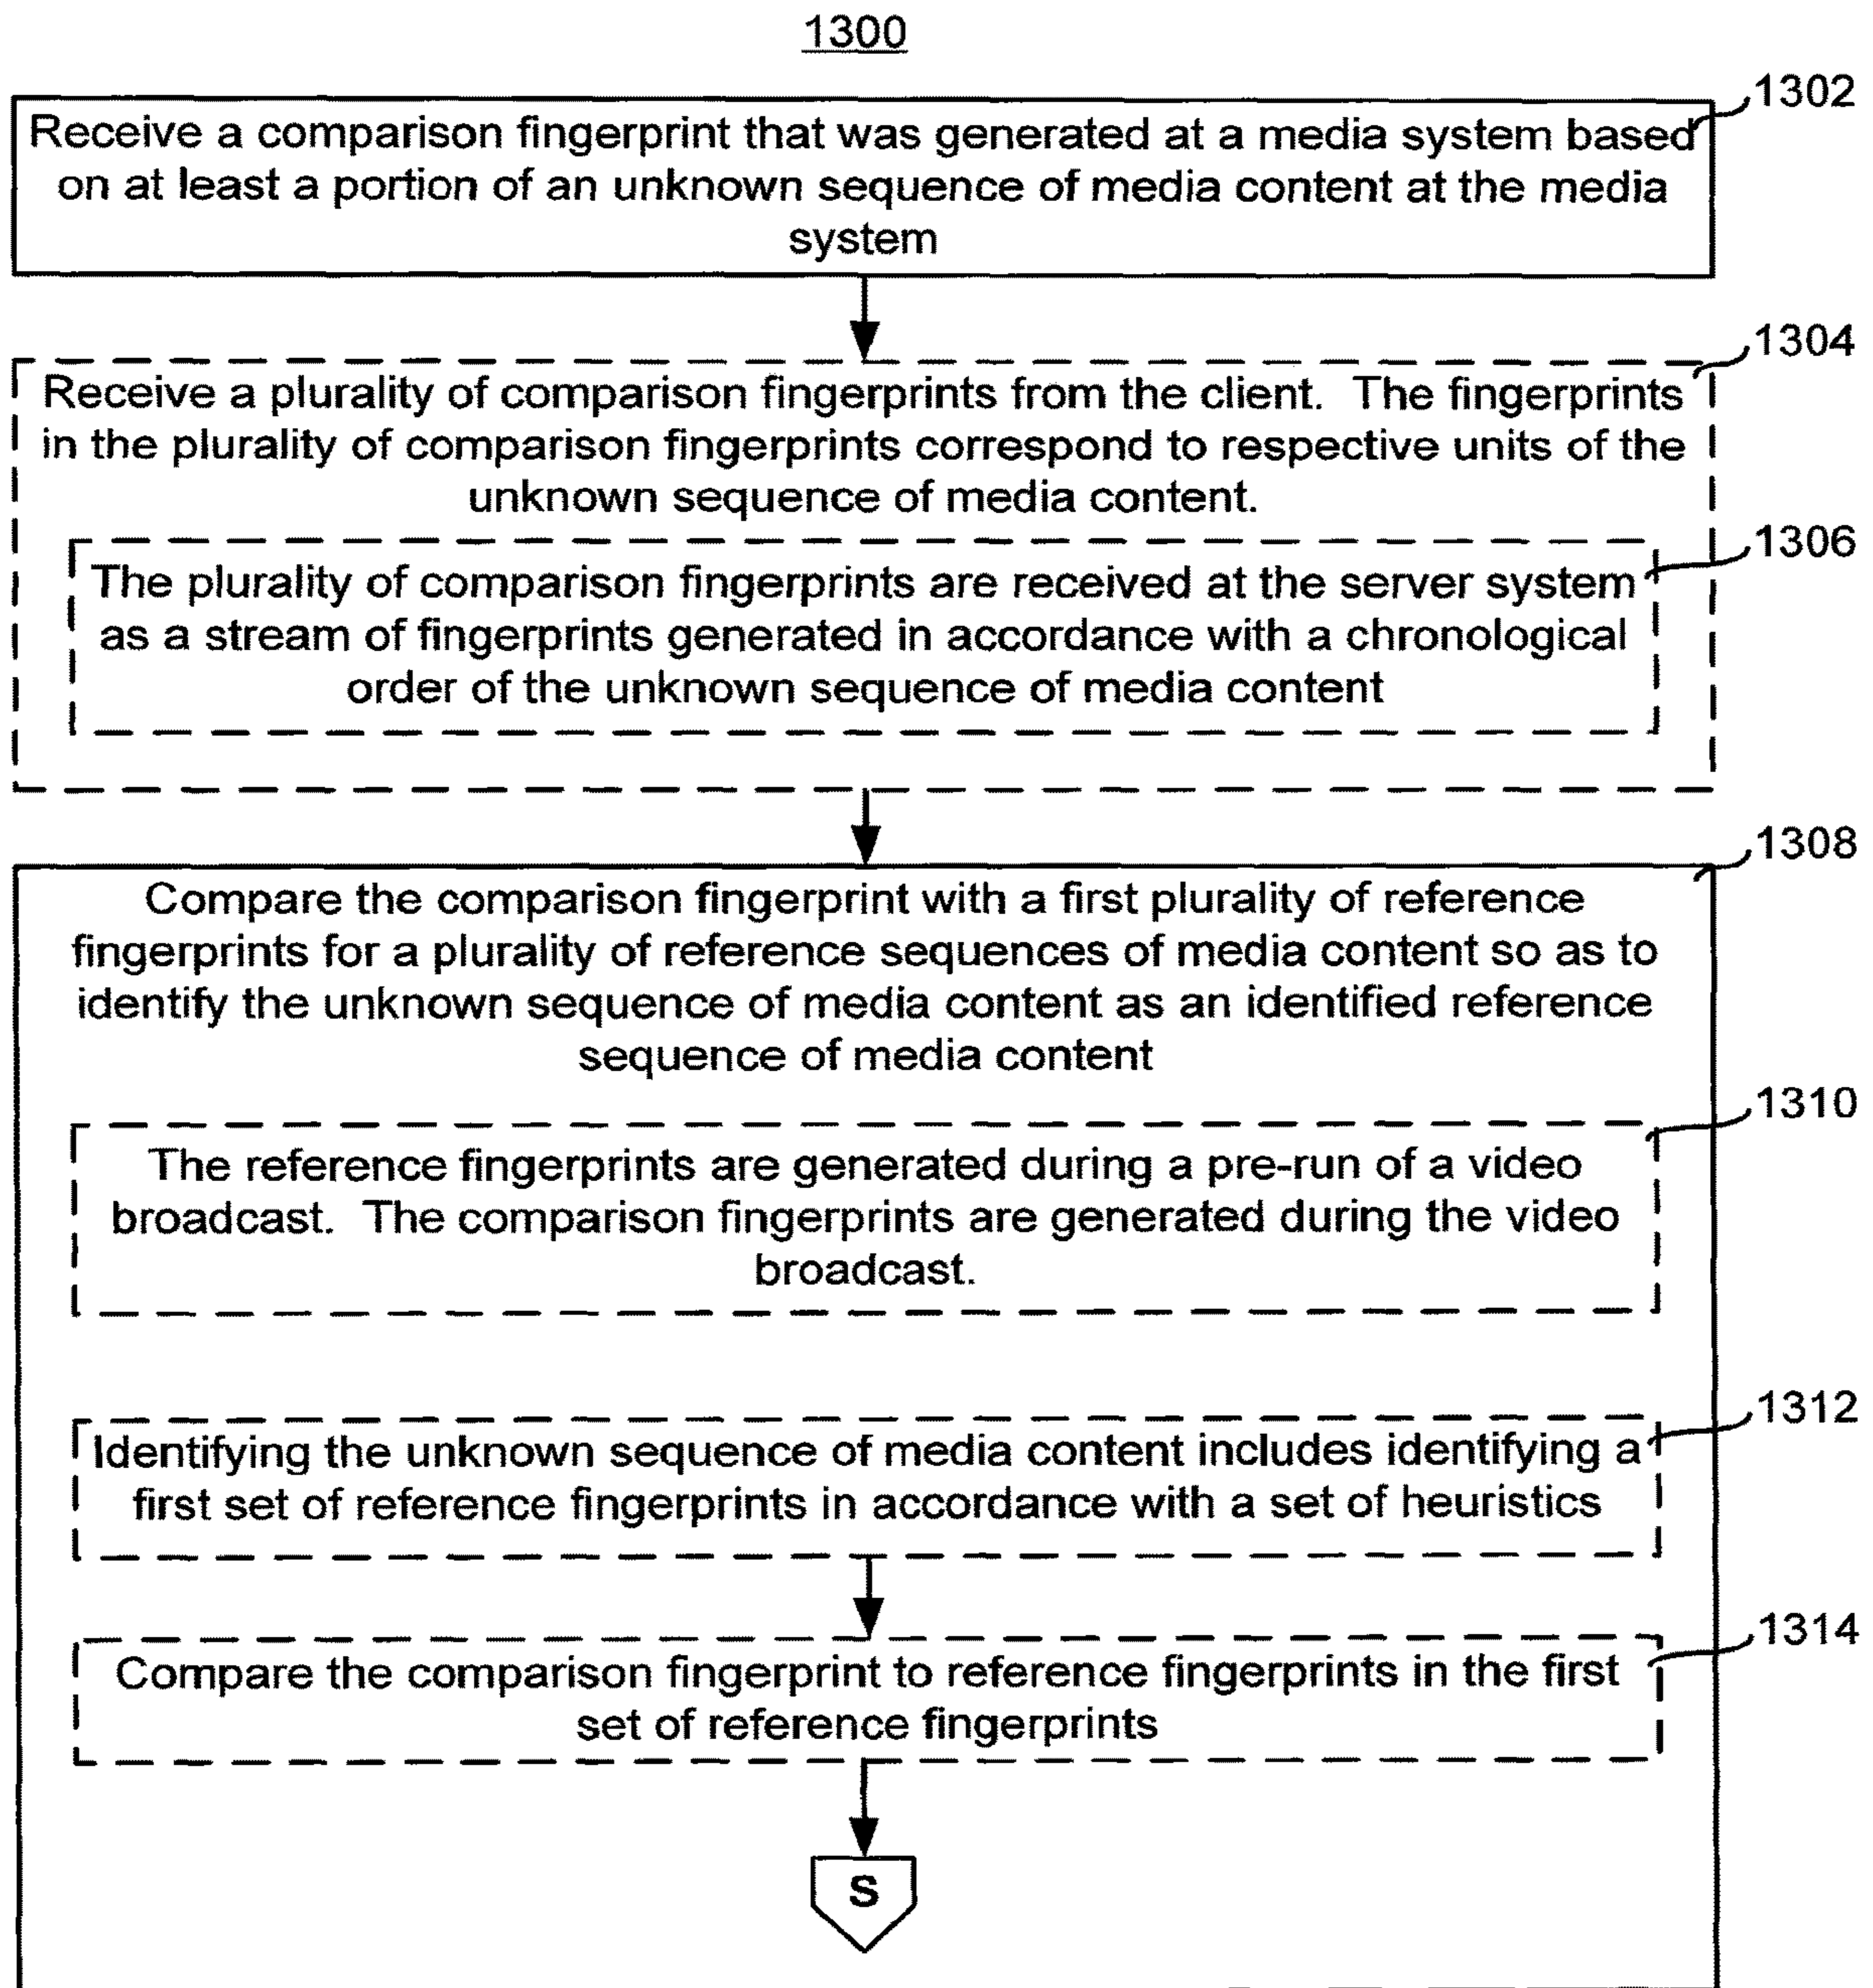 1300
1302
Receive a comparison fingerprint that was generated at a media system based
on at least a portion of an unknown sequence of media content at the media
system
1304
Receive a plurality of comparison fingerprints from the client. The fingerprints
in the plurality of comparison fingerprints correspond to respective units of the
unknown sequence of media content.
1306
The plurality of comparison fingerprints are received at the server system
as a stream of fingerprints generated in accordance with a chronological
order of the unknown sequence of media content
1308
Compare the comparison fingerprint with a first plurality of reference
fingerprints for a plurality of reference sequences of media content so as to
identify the unknown sequence of media content as an identified reference
sequence of media content
1310
The reference fingerprints are generated during a pre-run of a video
broadcast. The comparison fingerprints are generated during the video
broadcast.
1312
Identifying the unknown sequence of media content includes identifying a
first set of reference fingerprints in accordance with a set of heuristics
1314
Compare the comparison fingerprint to reference fingerprints in the first
set of reference fingerprints
S